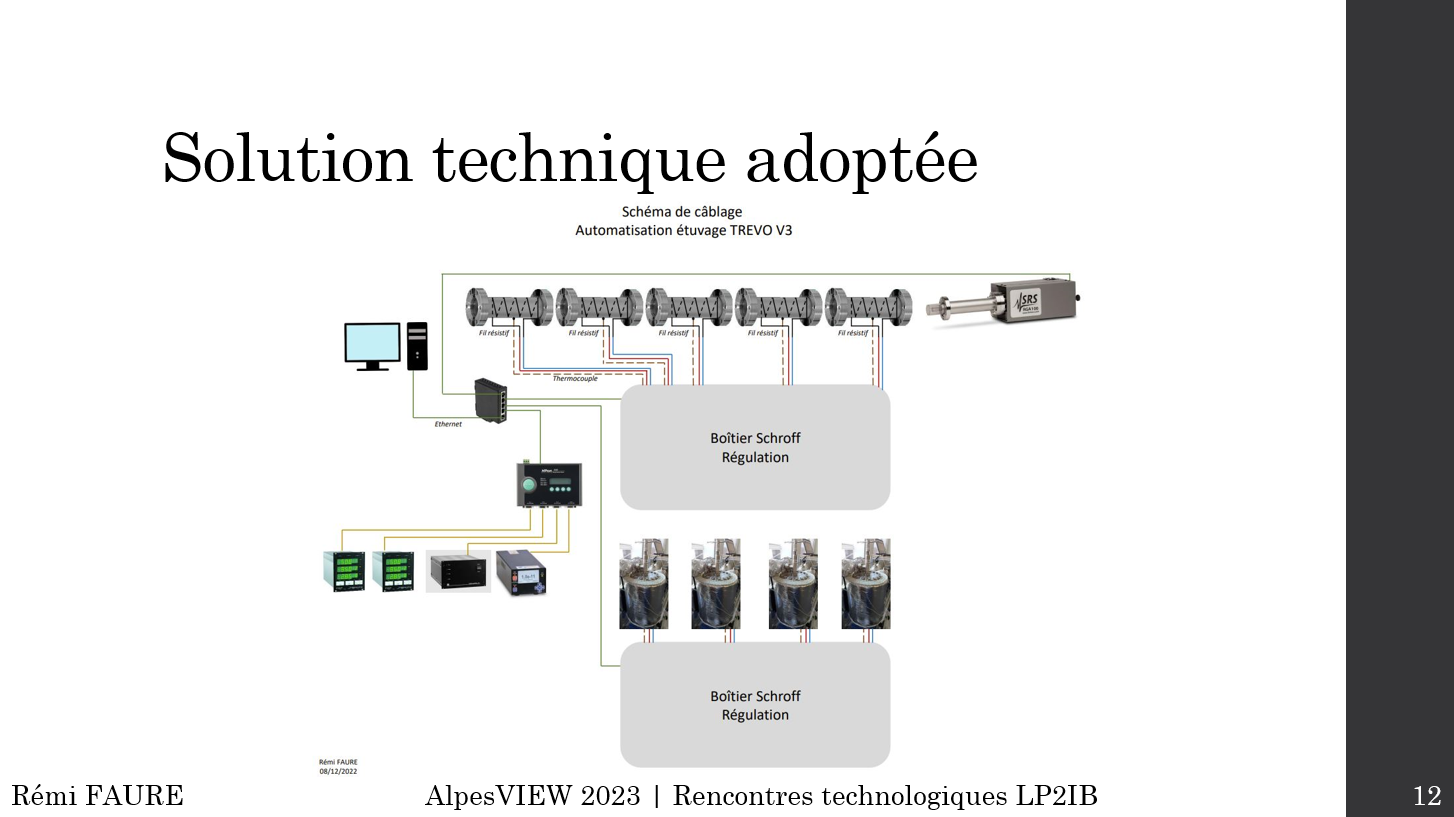 Solution technique adoptée
Schéma de câblage
Automatisation étuvage TREVO V3
SRS
Fil résistif
Fil résistif
Fil résistif
Fil résistif
Fil résistif
Thermocouple
Ethernet
Boîtier Schroff
Régulation
Boîtier Schroff
Régulation
Rémi FAURE
08/12/2022
Rémi FAURE
AlpesVIEW 2023 | Rencontres technologiques LP2IB
12